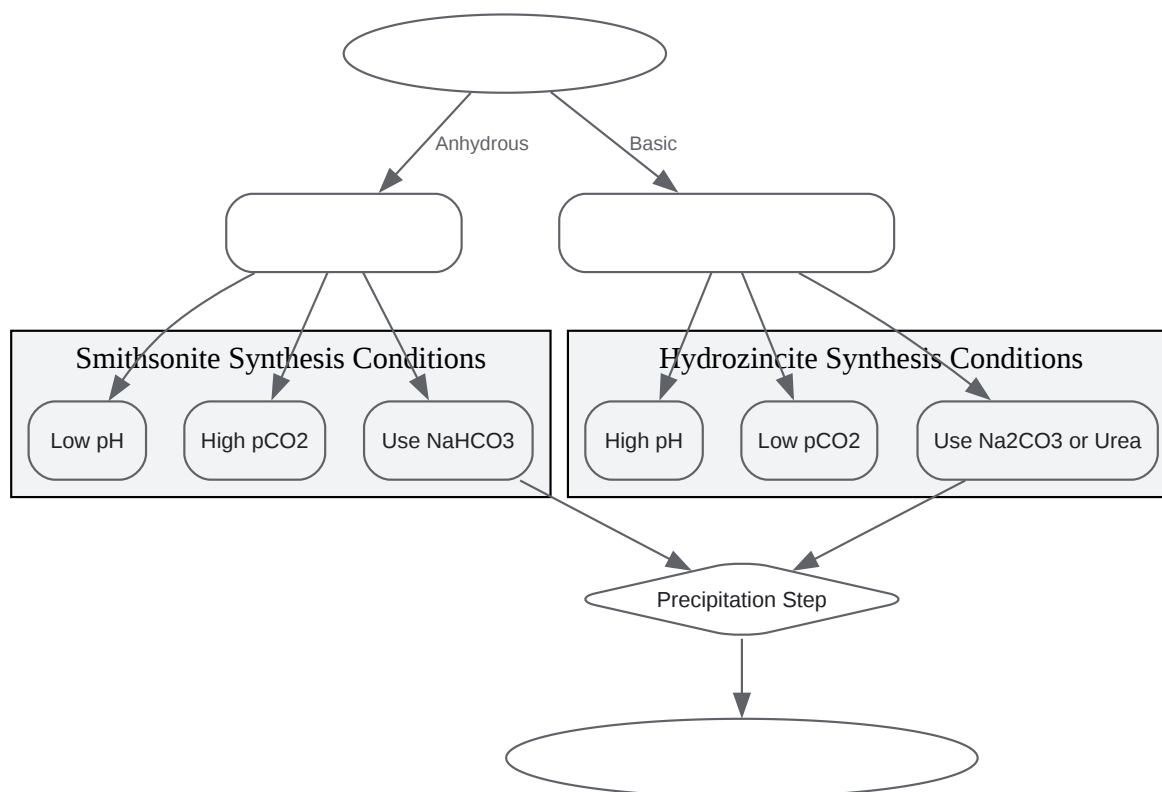 Anhydrous
Basic
Smithsonite Synthesis Conditions
Hydrozincite Synthesis Conditions
Low pH
High pCO2
Use NaHCO3
High pH
Low pCO2
Use Na2CO3 or Urea
Precipitation Step